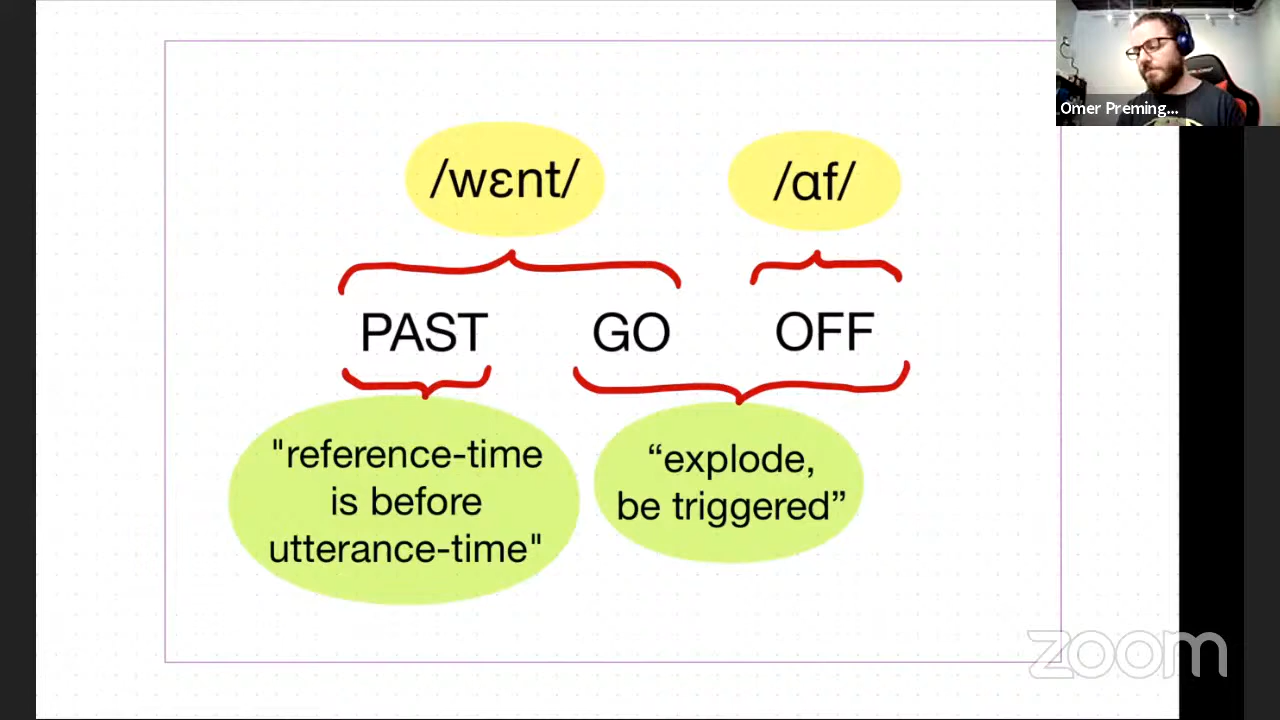 Omer Preming...
/wɛnt/ /ɑf/
PAST GO OFF
"reference-time
is before
utterance-time"
“explode,
be triggered”
zoom